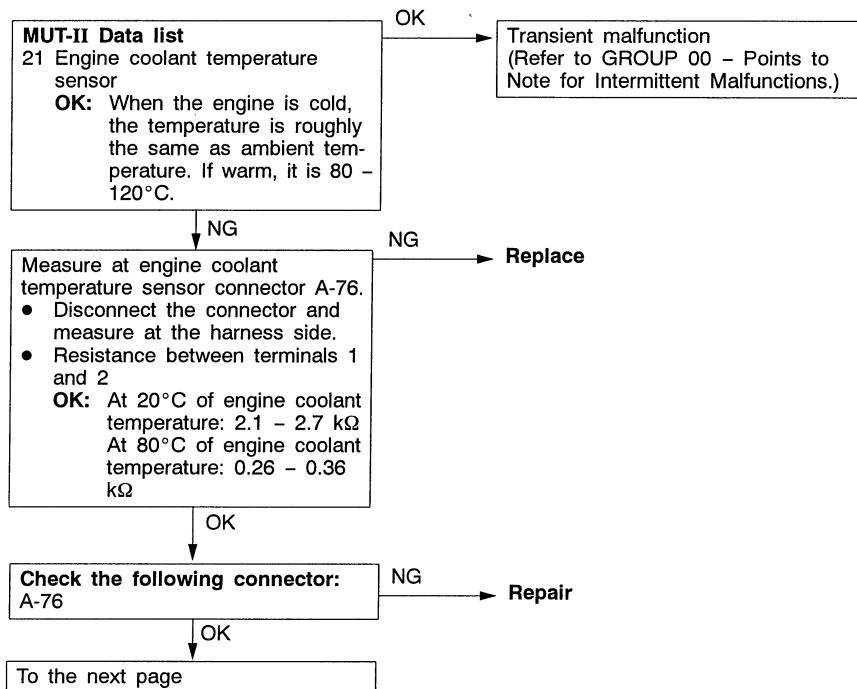 OK
MUT-II Data list
21 Engine coolant temperature
sensor
OK: When the engine is cold,
the temperature is roughly
the same as ambient tem-
perature. If warm, it is 80 –
120°C.
Transient malfunction
(Refer to GROUP 00 – Points to
Note for Intermittent Malfunctions.)
NG
Measure at engine coolant
temperature sensor connector A-76.
● Disconnect the connector and
measure at the harness side.
● Resistance between terminals 1
and 2
OK: At 20°C of engine coolant
temperature: 2.1 – 2.7 kΩ
At 80°C of engine coolant
temperature: 0.26 – 0.36
kΩ
NG
Replace
OK
Check the following connector:
A-76
NG
Repair
OK
To the next page